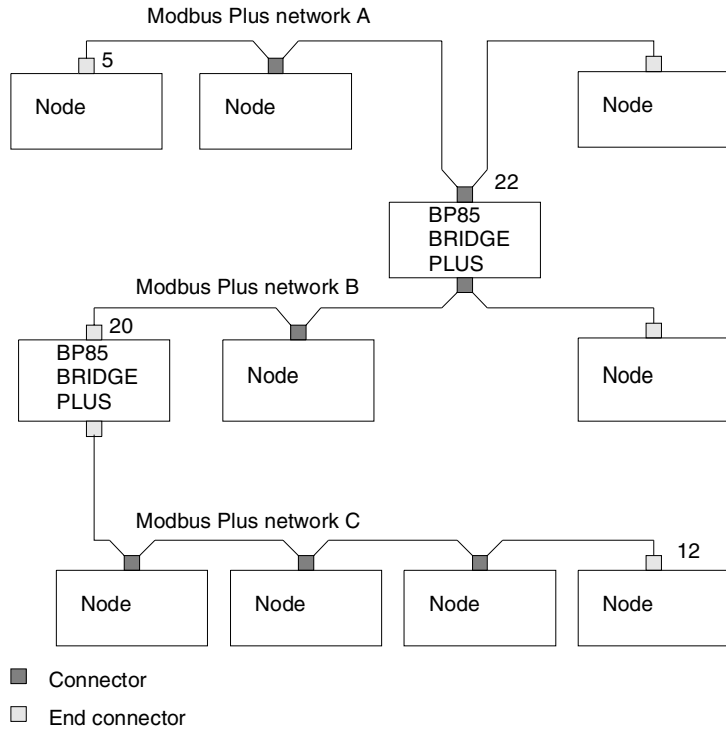 Modbus Plus network A
5
Node
Node
Node
22
BP85
BRIDGE
PLUS
Modbus Plus network B
20
BP85
BRIDGE
PLUS
Node
Node
Modbus Plus network C
12
Node
Node
Node
Node
Connector
End connector